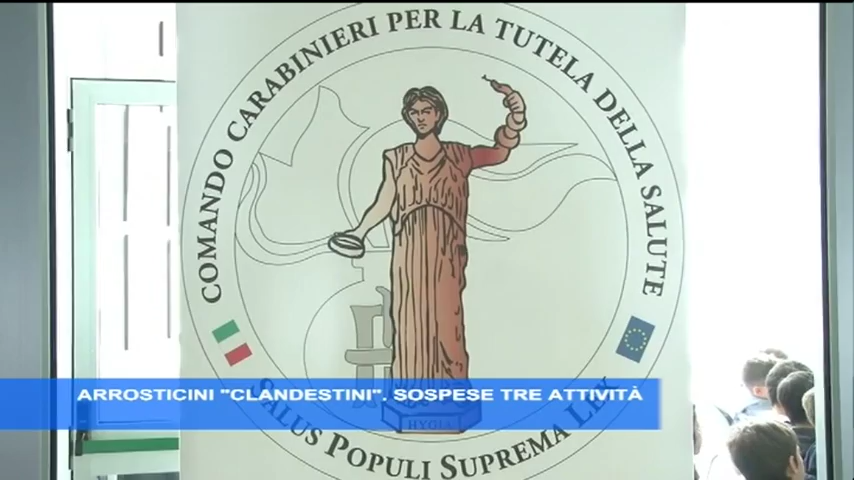 COMANDO CARABINIERI PER LA TUTELA DELLA SALUTE
ARROSTICINI "CLANDESTINI". SOSPESE TRE ATTIVITÀ
HYGIA
SALUS POPULI SUPREMA LEX